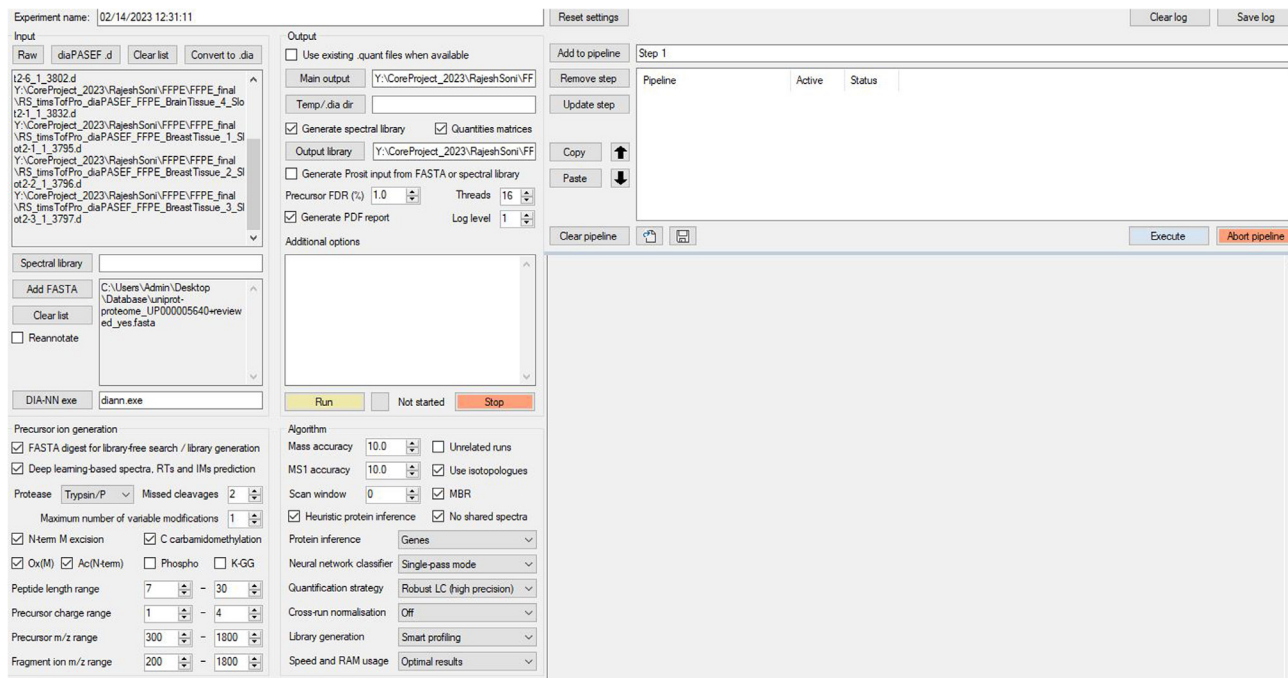 Experiment name: 02/14/2023 12:31:11
Reset settings
Clear log
Save log
Input
Raw
diaPASEF .d
Clear list
Convert to .dia
t2-6_1_3802.d
Y:\CoreProject_2023\RajeshSoni\FFPE\FFPE_final
\RS_timsTofPro_diaPASEF_FFPE_BrainTissue_4_Slo
t2-1_1_3832.d
Y:\CoreProject_2023\RajeshSoni\FFPE\FFPE_final
\RS_timsTofPro_diaPASEF_FFPE_BreastTissue_1_Sl
ot2-1_1_3795.d
Y:\CoreProject_2023\RajeshSoni\FFPE\FFPE_final
\RS_timsTofPro_diaPASEF_FFPE_BreastTissue_2_Sl
ot2-2_1_3796.d
Y:\CoreProject_2023\RajeshSoni\FFPE\FFPE_final
\RS_timsTofPro_diaPASEF_FFPE_BreastTissue_3_Sl
ot2-3_1_3797.d
Spectral library
Add FASTA
C:\Users\Admin\Desktop
\Database\uniprot-
proteome_UP000005640+review
ed_yes.fasta
Clear list
Reannotate
DIA-NN exe diann.exe
Output
Use existing .quant files when available
Main output Y:\CoreProject_2023\RajeshSoni\FF
Temp/.dia dir
Generate spectral library
Quantities matrices
Output library Y:\CoreProject_2023\RajeshSoni\FF
Generate Prosit input from FASTA or spectral library
Precursor FDR (%) 1.0
Threads 16
Generate PDF report
Log level 1
Additional options
Run
Not started
Stop
Add to pipeline Step 1
Remove step
Update step
Pipeline
Active
Status
Copy
Paste
Clear pipeline
Execute
Abort pipeline
Precursor ion generation
FASTA digest for library-free search / library generation
Deep learning-based spectra, RTs and IMs prediction
Protease Trypsin/P Missed cleavages 2
Maximum number of variable modifications 1
N-term M excision
C carbamidomethylation
Ox(M)
Ac(N-term)
Phospho
K-GG
Peptide length range 7 - 30
Precursor charge range 1 - 4
Precursor m/z range 300 - 1800
Fragment ion m/z range 200 - 1800
Algorithm
Mass accuracy 10.0
Unrelated runs
MS1 accuracy 10.0
Use isotopologues
Scan window 0
MBR
Heuristic protein inference
No shared spectra
Protein inference Genes
Neural network classifier Single-pass mode
Quantification strategy Robust LC (high precision)
Cross-run normalisation Off
Library generation Smart profiling
Speed and RAM usage Optimal results